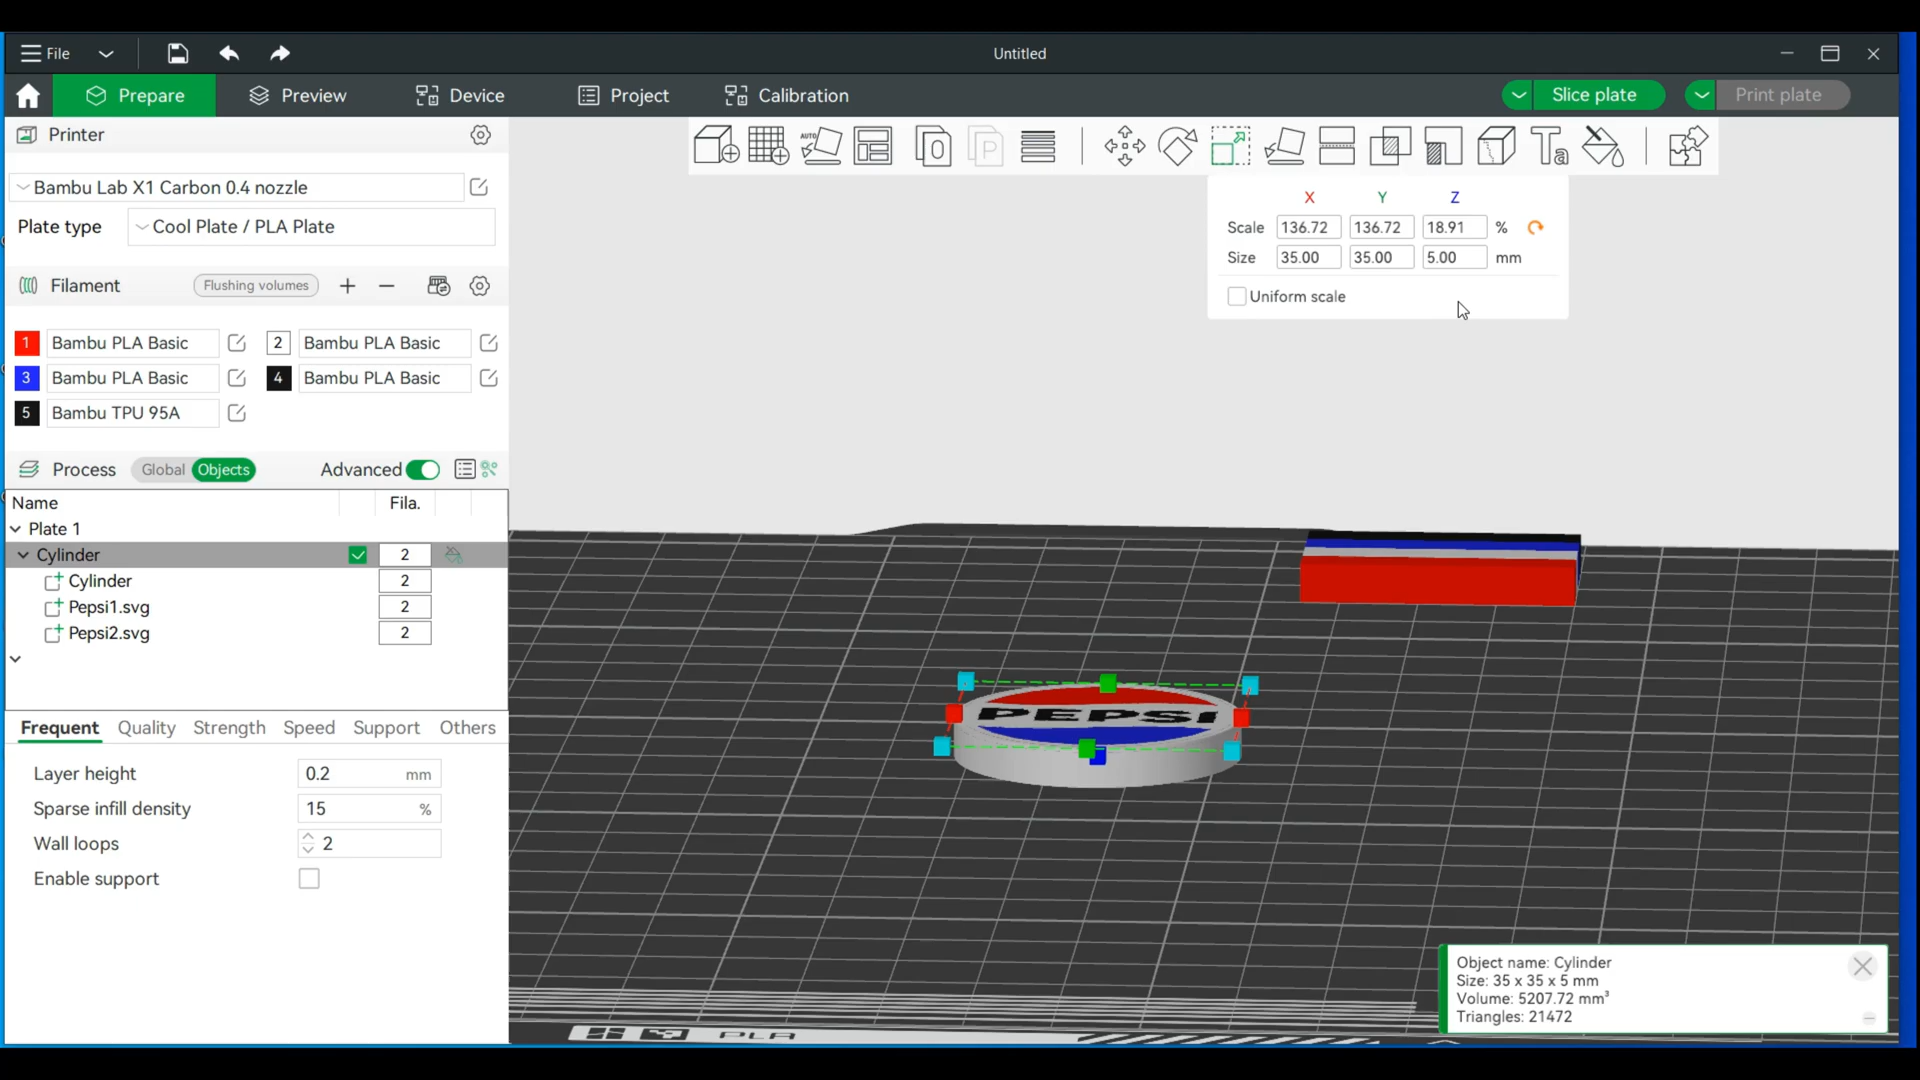 File
Untitled
Prepare
Preview
Device
Project
Calibration
Slice plate
Print plate
Printer
Bambu Lab X1 Carbon 0.4 nozzle
Plate type
Cool Plate / PLA Plate
Filament
Flushing volumes
1 Bambu PLA Basic
2 Bambu PLA Basic
3 Bambu PLA Basic
4 Bambu PLA Basic
5 Bambu TPU 95A
Process
Global
Objects
Advanced
Name
Fila.
Plate 1
Cylinder 2
Cylinder 2
Pepsi1.svg 2
Pepsi2.svg 2
Frequent
Quality
Strength
Speed
Support
Others
Layer height 0.2 mm
Sparse infill density 15 %
Wall loops 2
Enable support
AUTO
O
P
Ta
X Y Z
Scale 136.72 136.72 18.91 %
Size 35.00 35.00 5.00 mm
Uniform scale
PEPSI
PLA
Object name: Cylinder
Size: 35 x 35 x 5 mm
Volume: 5207.72 mm³
Triangles: 21472